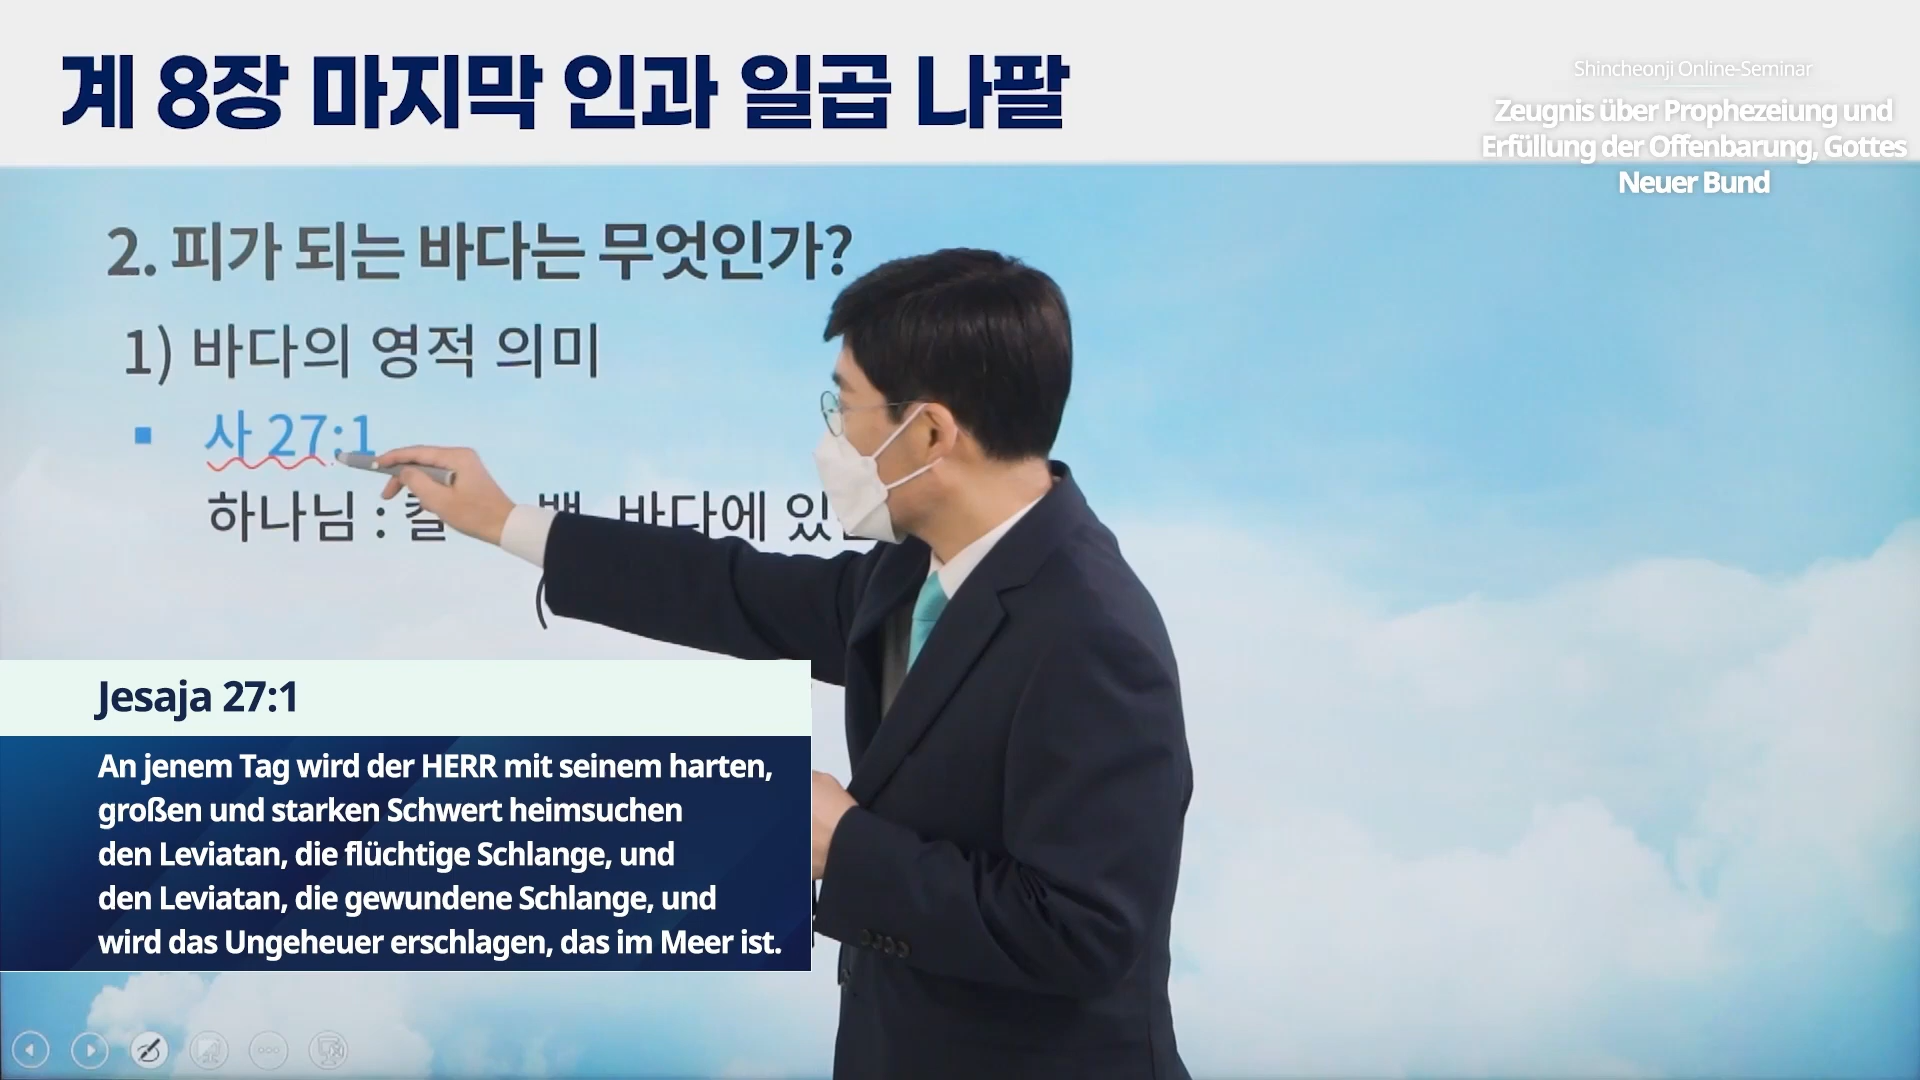 계 8장 마지막 인과 일곱 나팔
Shincheonji Online-Seminar
Zeugnis über Prophezeiung und
Erfüllung der Offenbarung, Gottes
Neuer Bund
2. 피가 되는 바다는 무엇인가?
1) 바다의 영적 의미
▪ 사 27:1
하나님 : 칼 뱀, 바다에 있
Jesaja 27:1
An jenem Tag wird der HERR mit seinem harten,
großen und starken Schwert heimsuchen
den Leviatan, die flüchtige Schlange, und
den Leviatan, die gewundene Schlange, und
wird das Ungeheuer erschlagen, das im Meer ist.